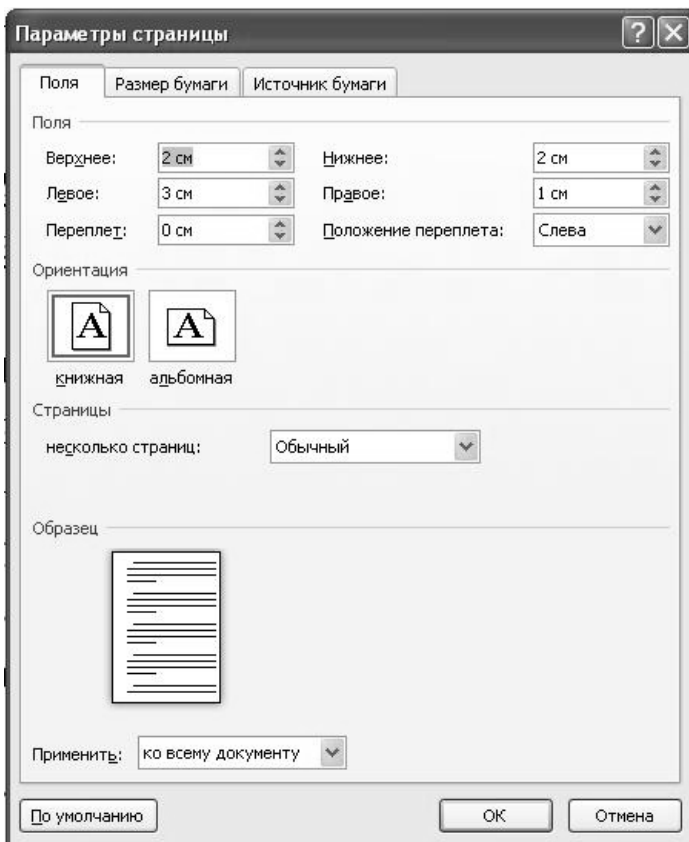 Параметры страницы
Поля Размер бумаги Источник бумаги
Поля
Верхнее: 2 см Нижнее: 2 см
Левое: 3 см Правое: 1 см
Переплет: 0 см Положение переплета: Слева
Ориентация
A A
книжная альбомная
Страницы
несколько страниц: Обычный
Образец
Применить: ко всему документу
По умолчанию ОК Отмена